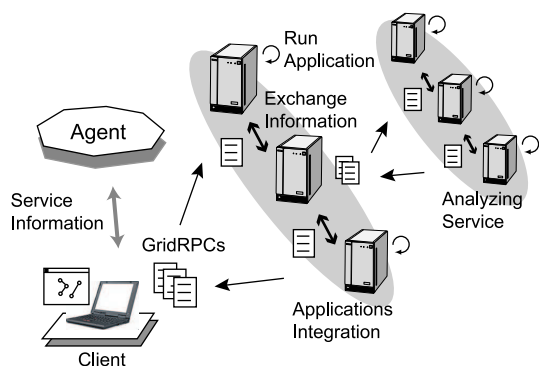 Run
Application
Exchange
Information
Agent
Service
Information
GridRPCs
Analyzing
Service
Applications
Integration
Client